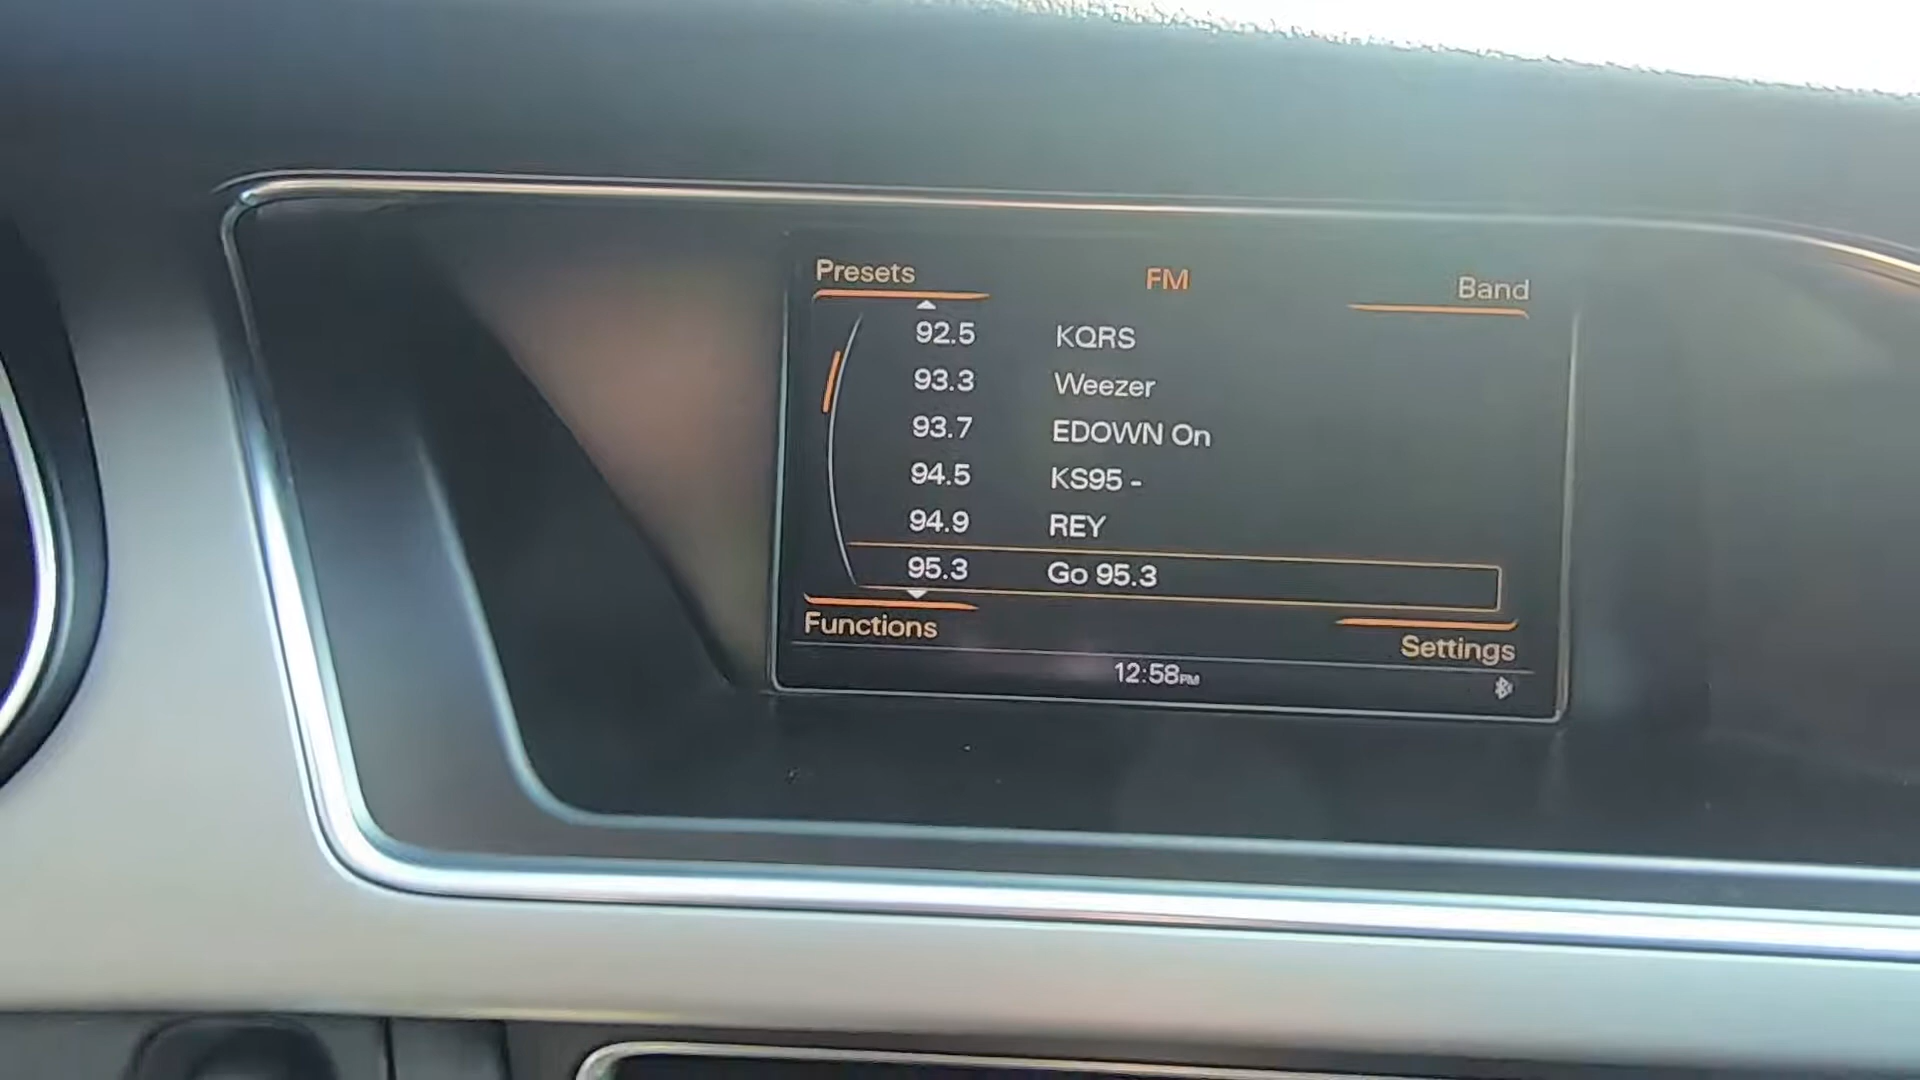 Presets FM Band
92.5 KQRS
93.3 Weezer
93.7 EDOWN On
94.5 KS95 -
94.9 REY
95.3 Go 95.3
Functions Settings
12:58PM